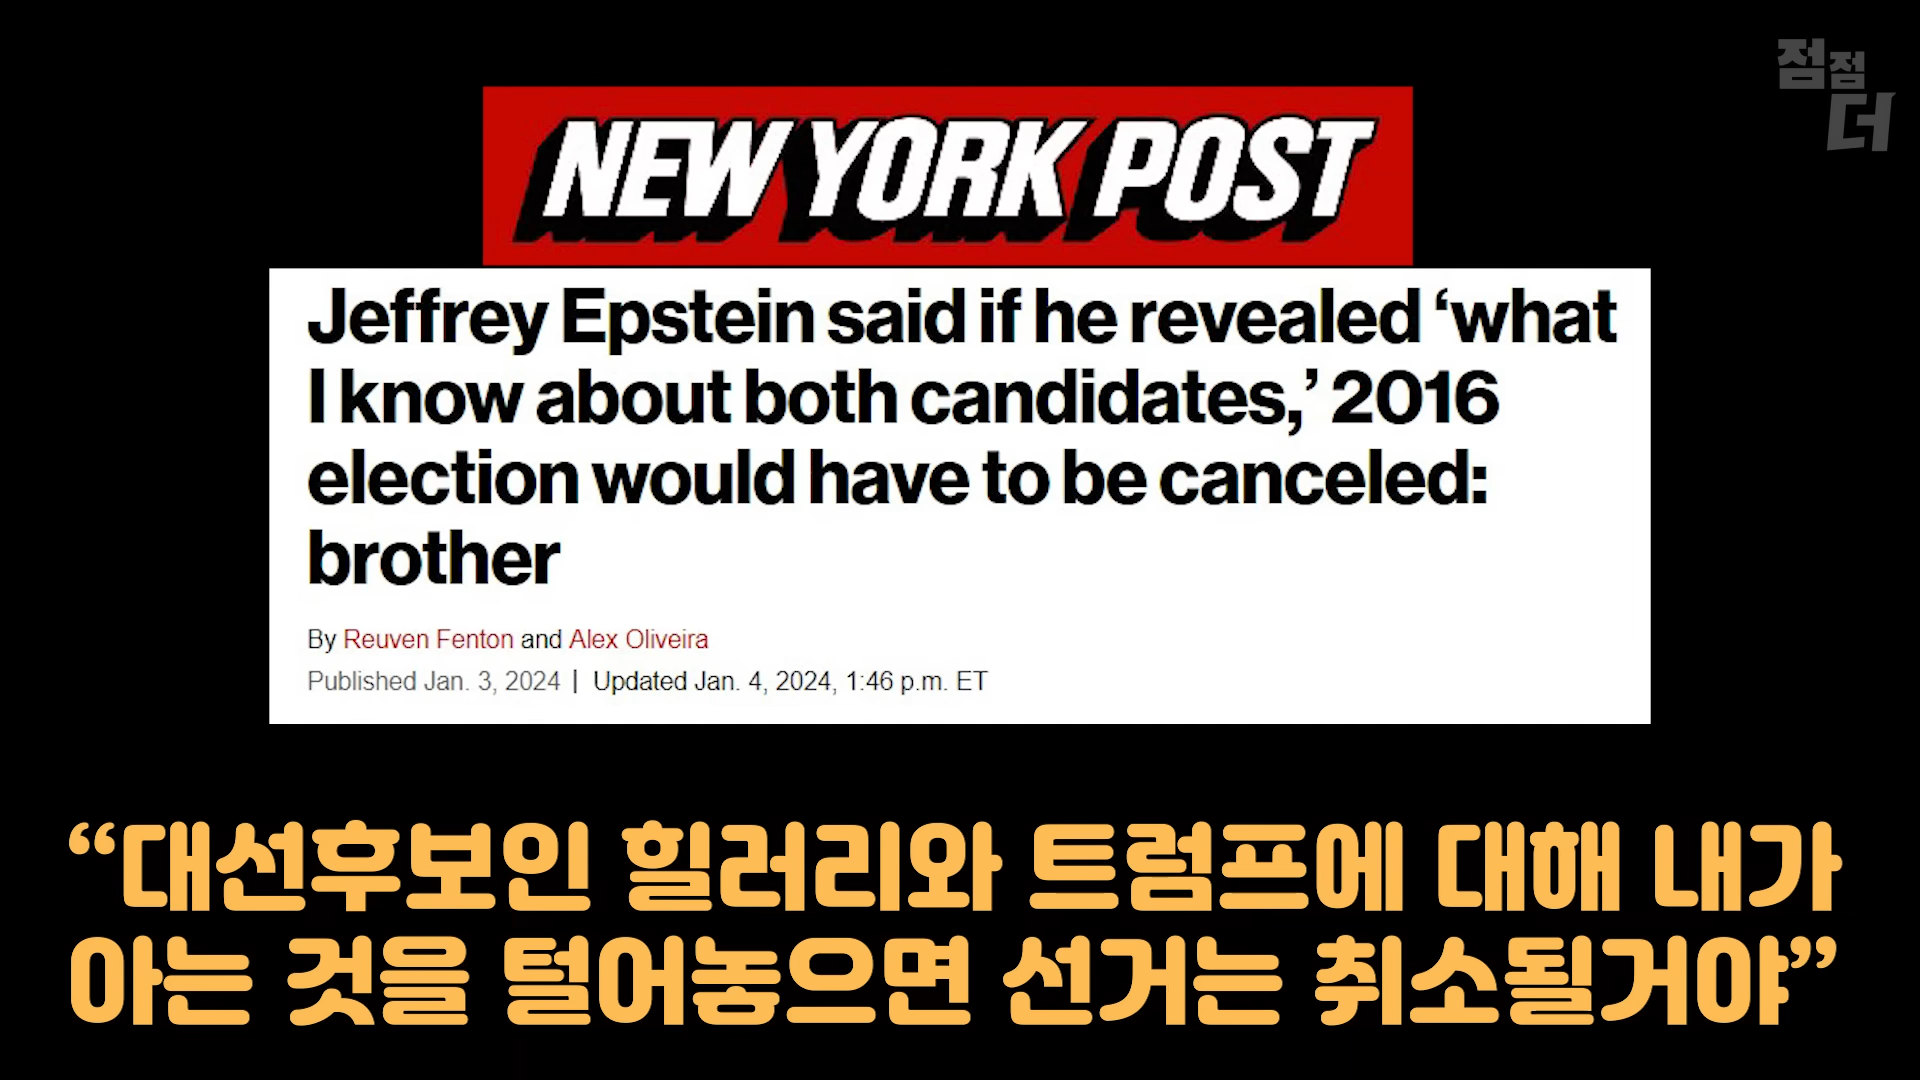 점점더
NEW YORK POST
Jeffrey Epstein said if he revealed ‘what
I know about both candidates,’ 2016
election would have to be canceled:
brother
By Reuven Fenton and Alex Oliveira
Published Jan. 3, 2024 | Updated Jan. 4, 2024, 1:46 p.m. ET
“대선후보인 힐러리와 트럼프에 대해 내가
아는 것을 털어놓으면 선거는 취소될거야”